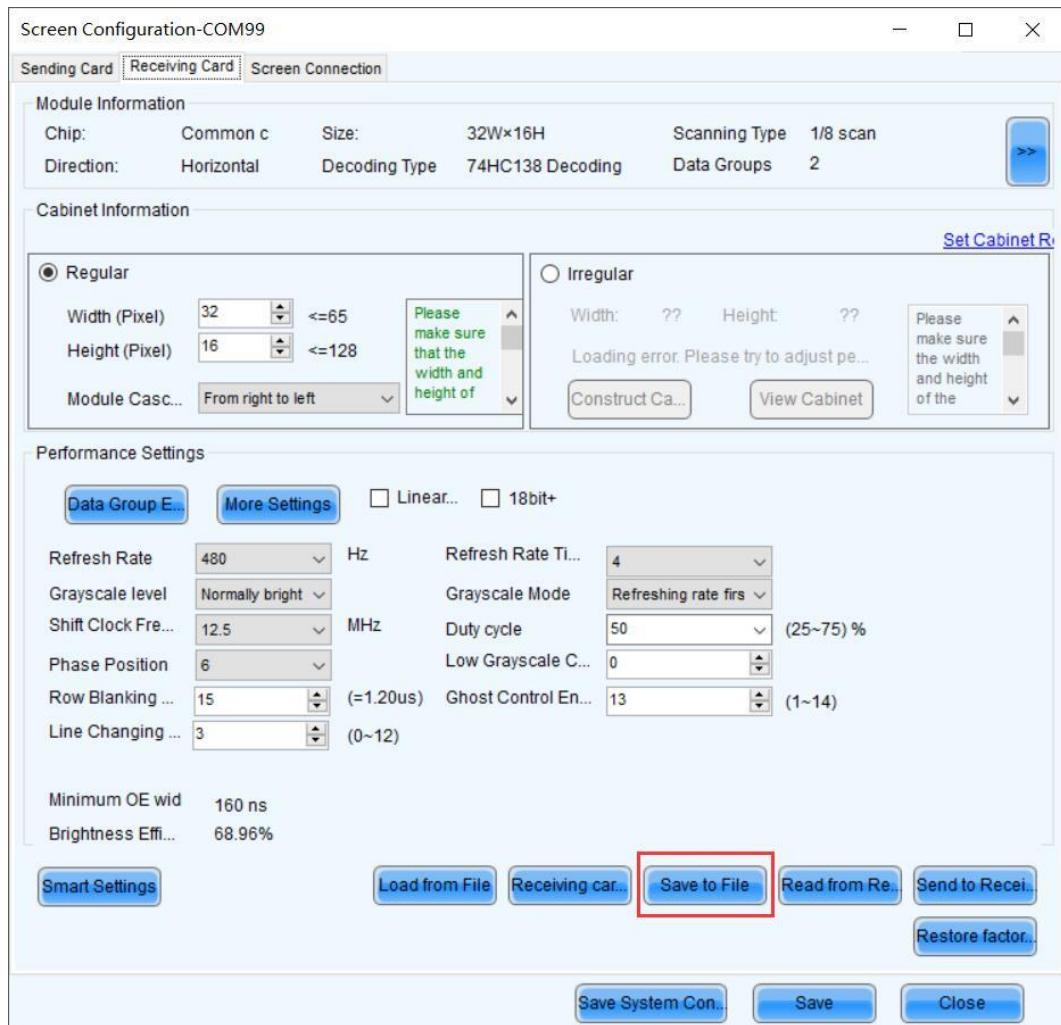 Screen Configuration-COM99
Sending Card Receiving Card Screen Connection
Module Information
Chip: Common c Size: 32W×16H Scanning Type 1/8 scan
Direction: Horizontal Decoding Type 74HC138 Decoding Data Groups 2
>>
Cabinet Information
Set Cabinet Ro
Regular
Width (Pixel) 32 <=65
Height (Pixel) 16 <=128
Module Casc... From right to left
Please
make sure
that the
width and
height of
Irregular
Width: ?? Height: ??
Loading error. Please try to adjust pe...
Construct Ca... View Cabinet
Please
make sure
the width
and height
of the
Performance Settings
Data Group E... More Settings Linear... 18bit+
Refresh Rate 480 Hz Refresh Rate Ti... 4
Grayscale level Normally bright Grayscale Mode Refreshing rate firs
Shift Clock Fre... 12.5 MHz Duty cycle 50 (25~75) %
Phase Position 6 Low Grayscale C... 0
Row Blanking ... 15 (=1.20us) Ghost Control En... 13 (1~14)
Line Changing ... 3 (0~12)
Minimum OE wid 160 ns
Brightness Effi... 68.96%
Smart Settings Load from File Receiving car... Save to File Read from Re... Send to Recei...
Restore factor...
Save System Con... Save Close